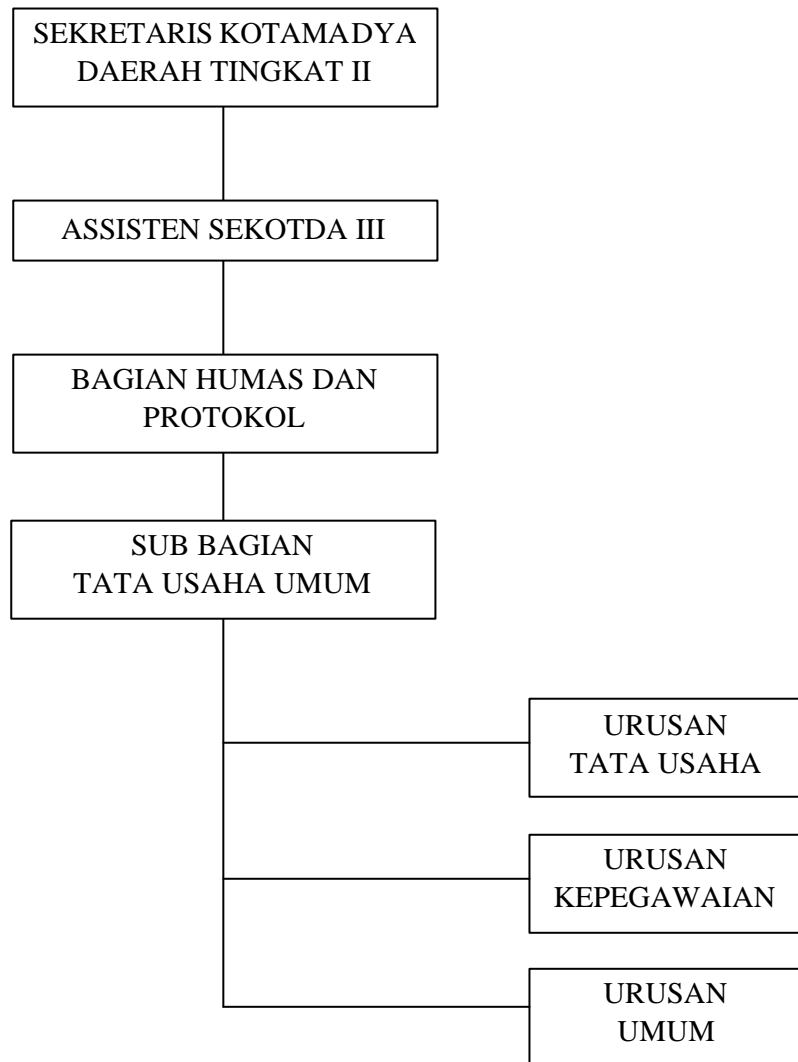 SEKRETARIS KOTAMADYA
DAERAH TINGKAT II
ASSISTEN SEKOTDA III
BAGIAN HUMAS DAN
PROTOKOL
SUB BAGIAN
TATA USAHA UMUM
URUSAN
TATA USAHA
URUSAN
KEPEGAWAIAN
URUSAN
UMUM